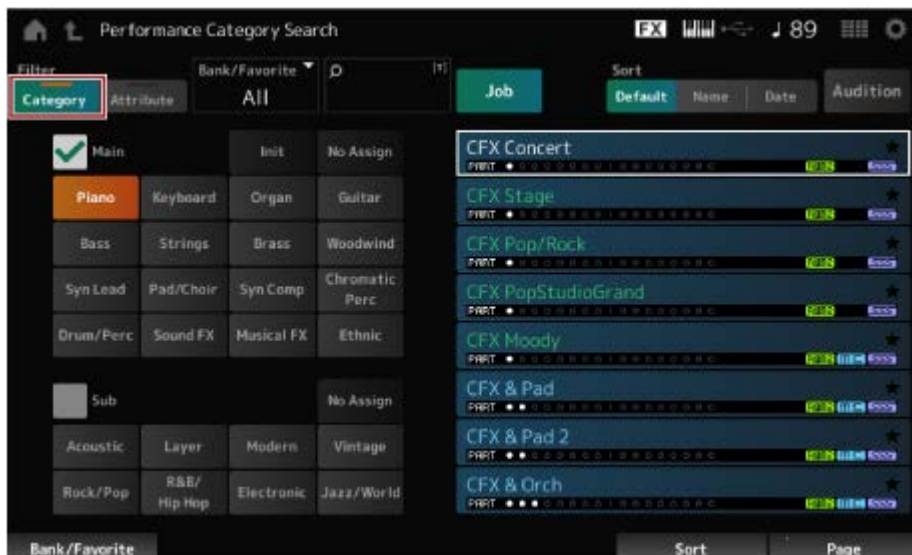 Performance Category Search FX 89
Filter Bank/Favorite Sort
Category Attribute All Job Default Name Date Audition
Main Init No Assign
Piano Keyboard Organ Guitar
Bass Strings Brass Woodwind
Syn Lead Pad/Choir Syn Comp Chromatic Perc
Drum/Perc Sound FX Musical FX Ethnic
Sub No Assign
Acoustic Layer Modern Vintage
Rock/Pop R&B/ Hip Hop Electronic Jazz/World
CFX Concert
PART
CFX Stage
PART
CFX Pop/Rock
PART
CFX PopStudioGrand
PART
CFX Moody
PART
CFX & Pad
PART
CFX & Pad 2
PART
CFX & Orch
PART
Bank/Favorite Sort Page